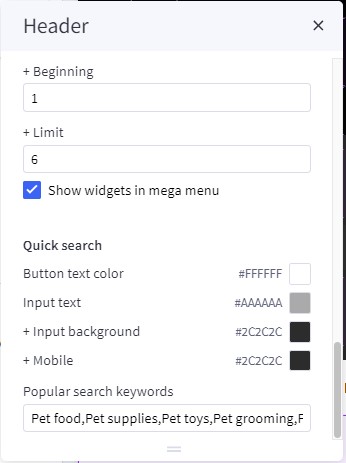 Header
+ Beginning
1
+ Limit
6
Show widgets in mega menu
Quick search
Button text color #FFFFFF
Input text #AAAAAA
+ Input background #2C2C2C
+ Mobile #2C2C2C
Popular search keywords
Pet food,Pet supplies,Pet toys,Pet grooming,F